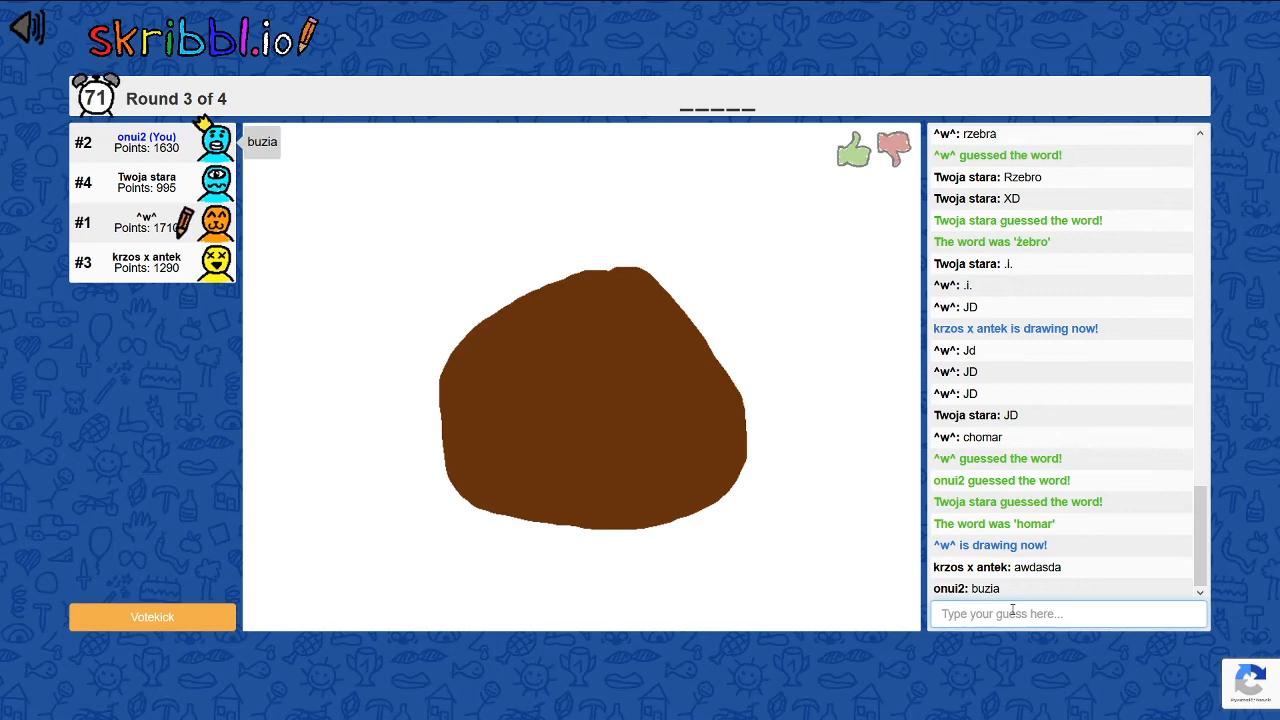 skribbl.io
71
Round 3 of 4
_ _ _ _ _
#2
onui2 (You)
Points: 1630
#4
Twoja stara
Points: 995
#1
^w^
Points: 1710
#3
krzos x antek
Points: 1290
Votekick
buzia
^w^: rzebra
^w^ guessed the word!
Twoja stara: Rzebro
Twoja stara: XD
Twoja stara guessed the word!
The word was 'żebro'
Twoja stara: .i.
^w^: .i.
^w^: JD
krzos x antek is drawing now!
^w^: Jd
^w^: JD
^w^: JD
Twoja stara: JD
^w^: chomar
^w^ guessed the word!
onui2 guessed the word!
Twoja stara guessed the word!
The word was 'homar'
^w^ is drawing now!
krzos x antek: awdasda
onui2: buzia
Type your guess here...